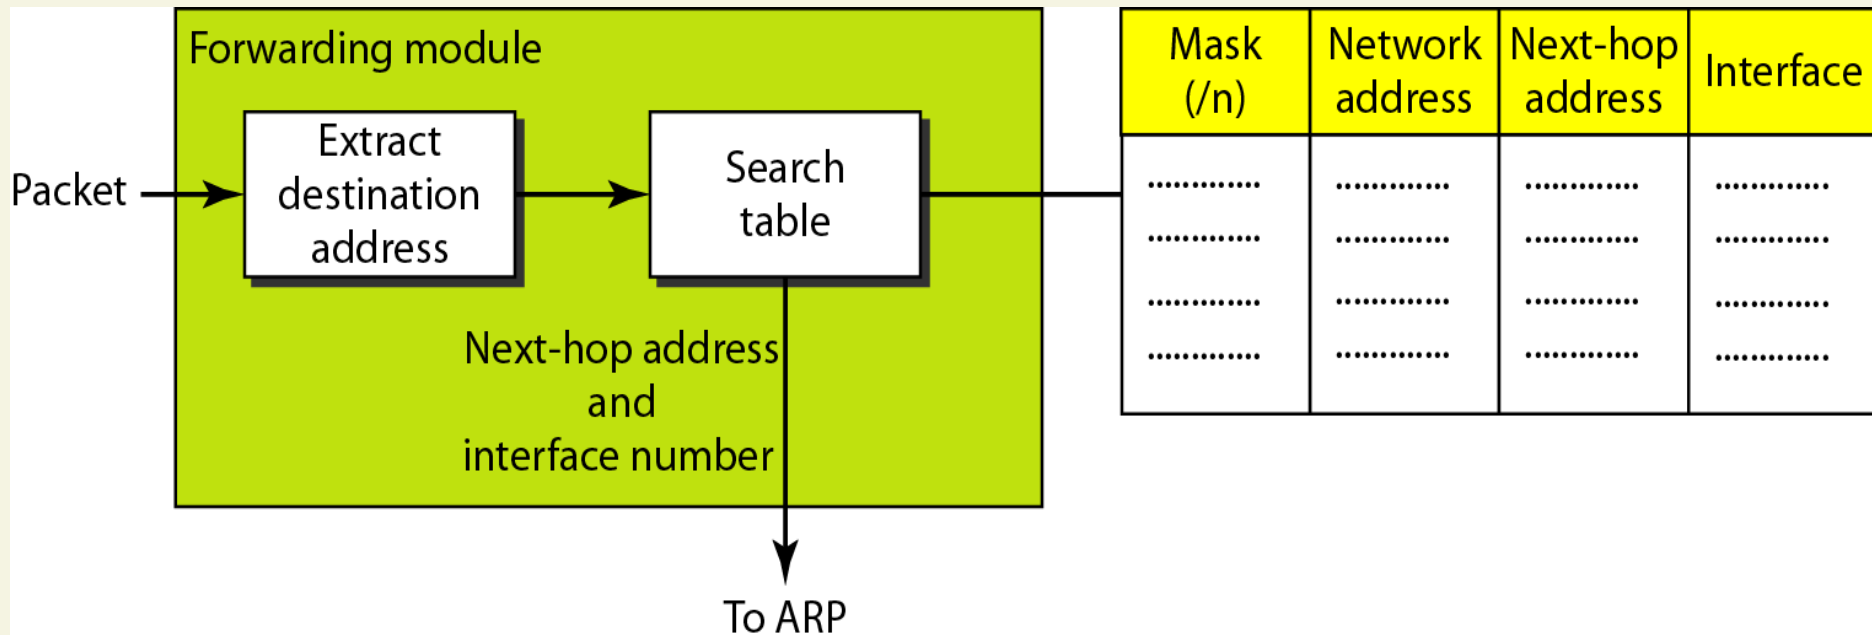 Forwarding module
Packet
Extract
destination
address
Search
table
Next-hop address
and
interface number
To ARP
Mask
(/n)
Network
address
Next-hop
address
Interface
............. ............. ............. .............
............. ............. ............. .............
............. ............. ............. .............
............. ............. ............. .............